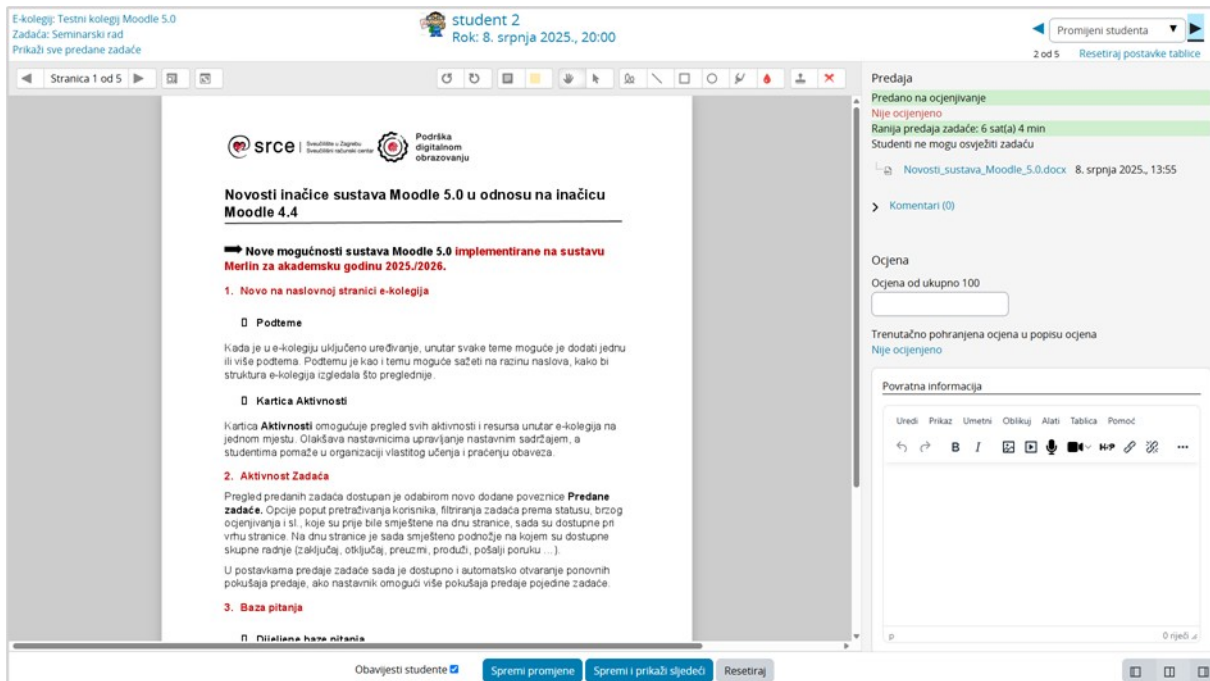 E-kolegij: Testni kolegij Moodle 5.0
Zadaća: Seminarski rad
Prikaži sve predane zadaće
student 2
Rok: 8. srpnja 2025., 20:00
Promijeni studenta
2 od 5
Resetiraj postavke tablice
Stranica 1 od 5
srce
Sveučilište u Zagrebu
Sveučilišni računski centar
Podrška
digitalnom
obrazovanju
Novosti inačice sustava Moodle 5.0 u odnosu na inačicu
Moodle 4.4
Nove mogućnosti sustava Moodle 5.0 implementirane na sustavu
Merlin za akademsku godinu 2025./2026.
1. Novo na naslovnoj stranici e-kolegija
Podteme
Kada je u e-kolegiju uključeno uređivanje, unutar svake teme moguće je dodati jednu
ili više podtema. Podtemu je kao i temu moguće sažeti na razinu naslova, kako bi
struktura e-kolegija izgledala što preglednije.
Kartica Aktivnosti
Kartica Aktivnosti omogućuje pregled svih aktivnosti i resursa unutar e-kolegija na
jednom mjestu. Olakšava nastavnicima upravljanje nastavnim sadržajem, a
studentima pomaže u organizaciji vlastitog učenja i praćenju obaveza.
2. Aktivnost Zadaća
Pregled predanih zadaća dostupan je odabirom novo dodane poveznice Predane
zadaće. Opcije poput pretraživanja korisnika, filtriranja zadaća prema statusu, brzog
ocjenjivanja i sl., koje su prije bile smještene na dnu stranice, sada su dostupne pri
vrhu stranice. Na dnu stranice je sada smješteno podnožje na kojem su dostupne
skupne radnje (zaključaj, otključaj, preuzmi, produži, pošalji poruku ...).
U postavkama predaje zadaće sada je dostupno i automatsko otvaranje ponovnih
pokušaja predaje, ako nastavnik omogući više pokušaja predaje pojedine zadaće.
3. Baza pitanja
Dijeljene baze pitanja
Predaja
Predano na ocjenjivanje
Nije ocijenjeno
Ranija predaja zadaće: 6 sat(a) 4 min
Studenti ne mogu osvježiti zadaću
Novosti_sustava_Moodle_5.0.docx 8. srpnja 2025., 13:55
Komentari (0)
Ocjena
Ocjena od ukupno 100
Trenutačno pohranjena ocjena u popisu ocjena
Nije ocijenjeno
Povratna informacija
Uredi Prikaz Umetni Oblikuj Alati Tablica Pomoć
B I H-P
p
0 riječi
Obavijesti studente
Spremi promjene
Spremi i prikaži sljedeći
Resetiraj